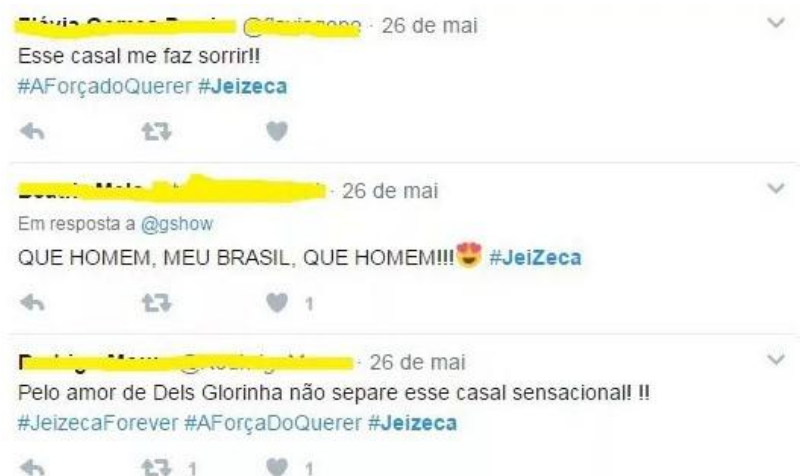 · 26 de mai
Esse casal me faz sorrir!!
#AForçadoQuerer #Jeizeca
· 26 de mai
Em resposta a @gshow
QUE HOMEM, MEU BRASIL, QUE HOMEM!!!😍 #JeiZeca
1
· 26 de mai
Pelo amor de Dels Glorinha não separe esse casal sensacional! !!
#JeizecaForever #AForçaDoQuerer #Jeizeca
1 1